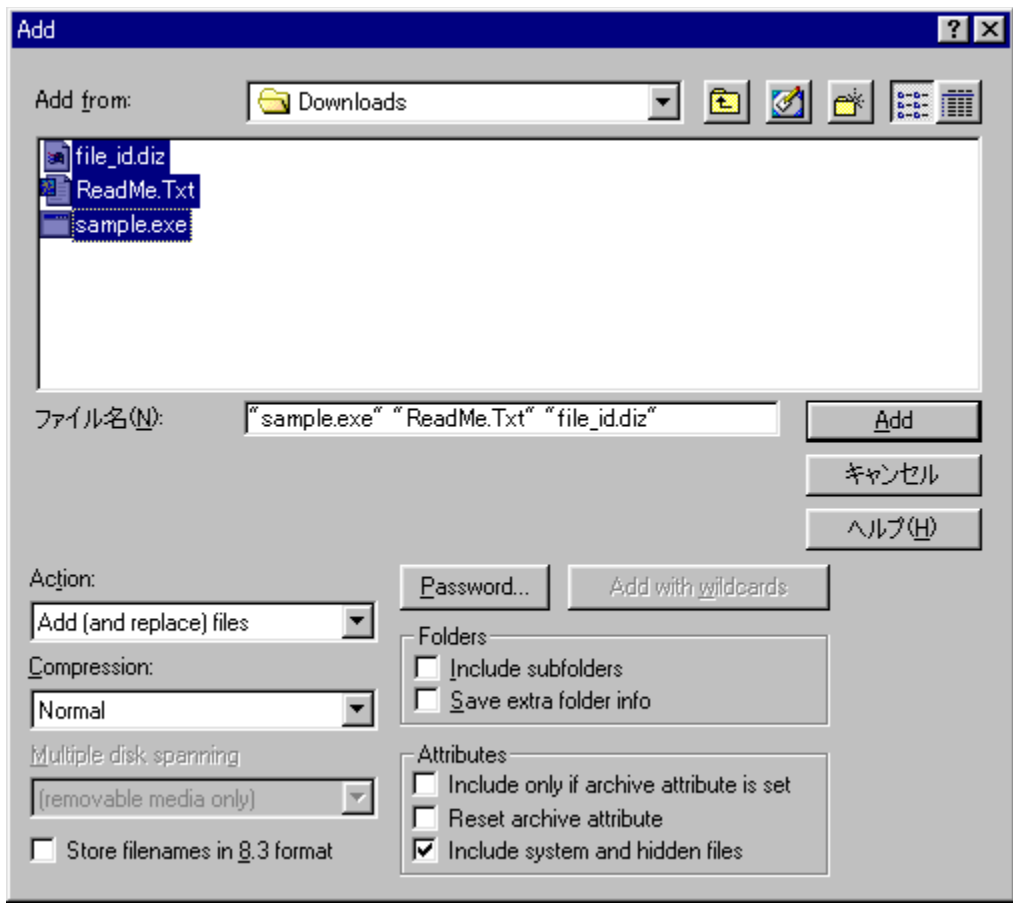 Add
Add from: Downloads
file_id.diz
ReadMe.Txt
sample.exe
ファイル名(N): "sample.exe" "ReadMe.Txt" "file_id.diz" Add
キャンセル
ヘルプ(H)
Action: Password... Add with wildcards
Add (and replace) files
Folders
Compression: Include subfolders
Normal Save extra folder info
Multiple disk spanning Attributes
(removable media only) Include only if archive attribute is set
Reset archive attribute
Store filenames in 8.3 format Include system and hidden files